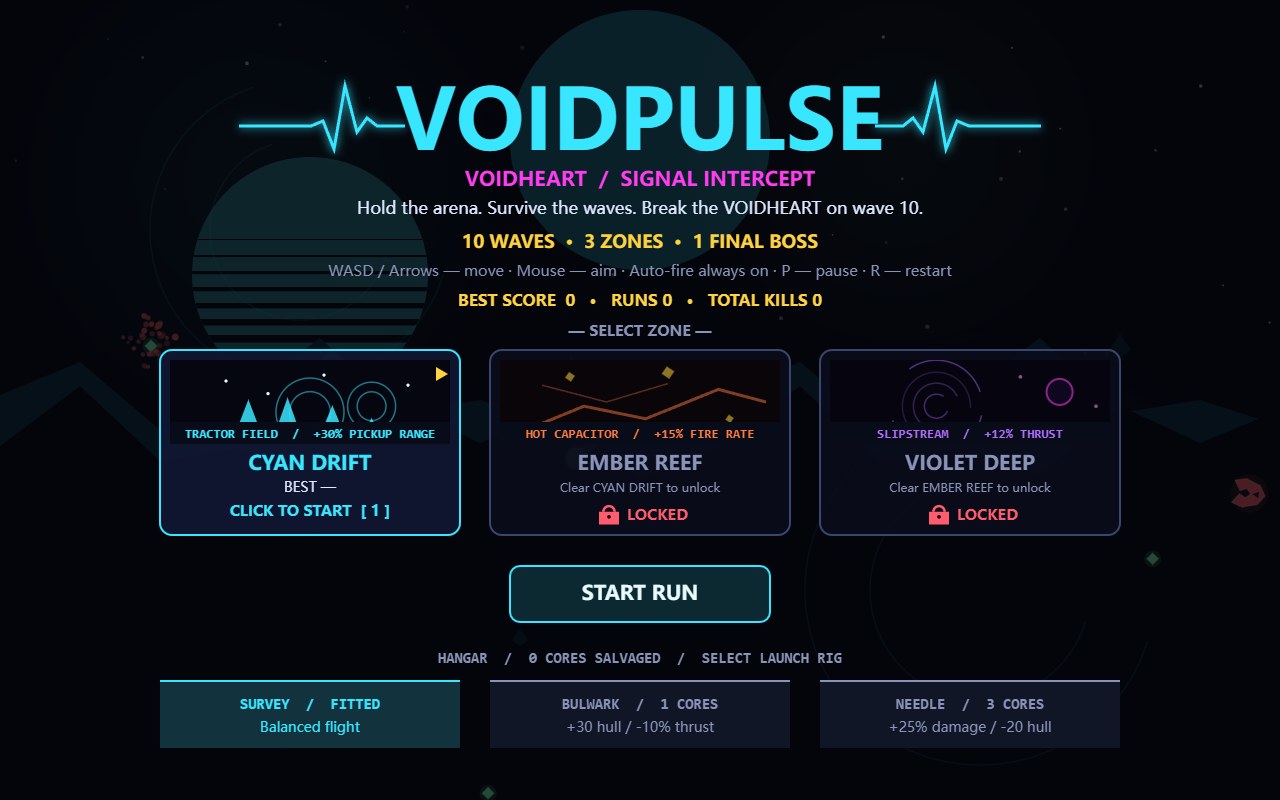 VOIDPULSE
VOIDHEART / SIGNAL INTERCEPT
Hold the arena. Survive the waves. Break the VOIDHEART on wave 10.
10 WAVES • 3 ZONES • 1 FINAL BOSS
WASD / Arrows — move · Mouse — aim · Auto-fire always on · P — pause · R — restart
BEST SCORE 0 • RUNS 0 • TOTAL KILLS 0
— SELECT ZONE —
TRACTOR FIELD / +30% PICKUP RANGE
CYAN DRIFT
BEST —
CLICK TO START [ 1 ]
HOT CAPACITOR / +15% FIRE RATE
EMBER REEF
Clear CYAN DRIFT to unlock
LOCKED
SLIPSTREAM / +12% THRUST
VIOLET DEEP
Clear EMBER REEF to unlock
LOCKED
START RUN
HANGAR / 0 CORES SALVAGED / SELECT LAUNCH RIG
SURVEY / FITTED
Balanced flight
BULWARK / 1 CORES
+30 hull / -10% thrust
NEEDLE / 3 CORES
+25% damage / -20 hull